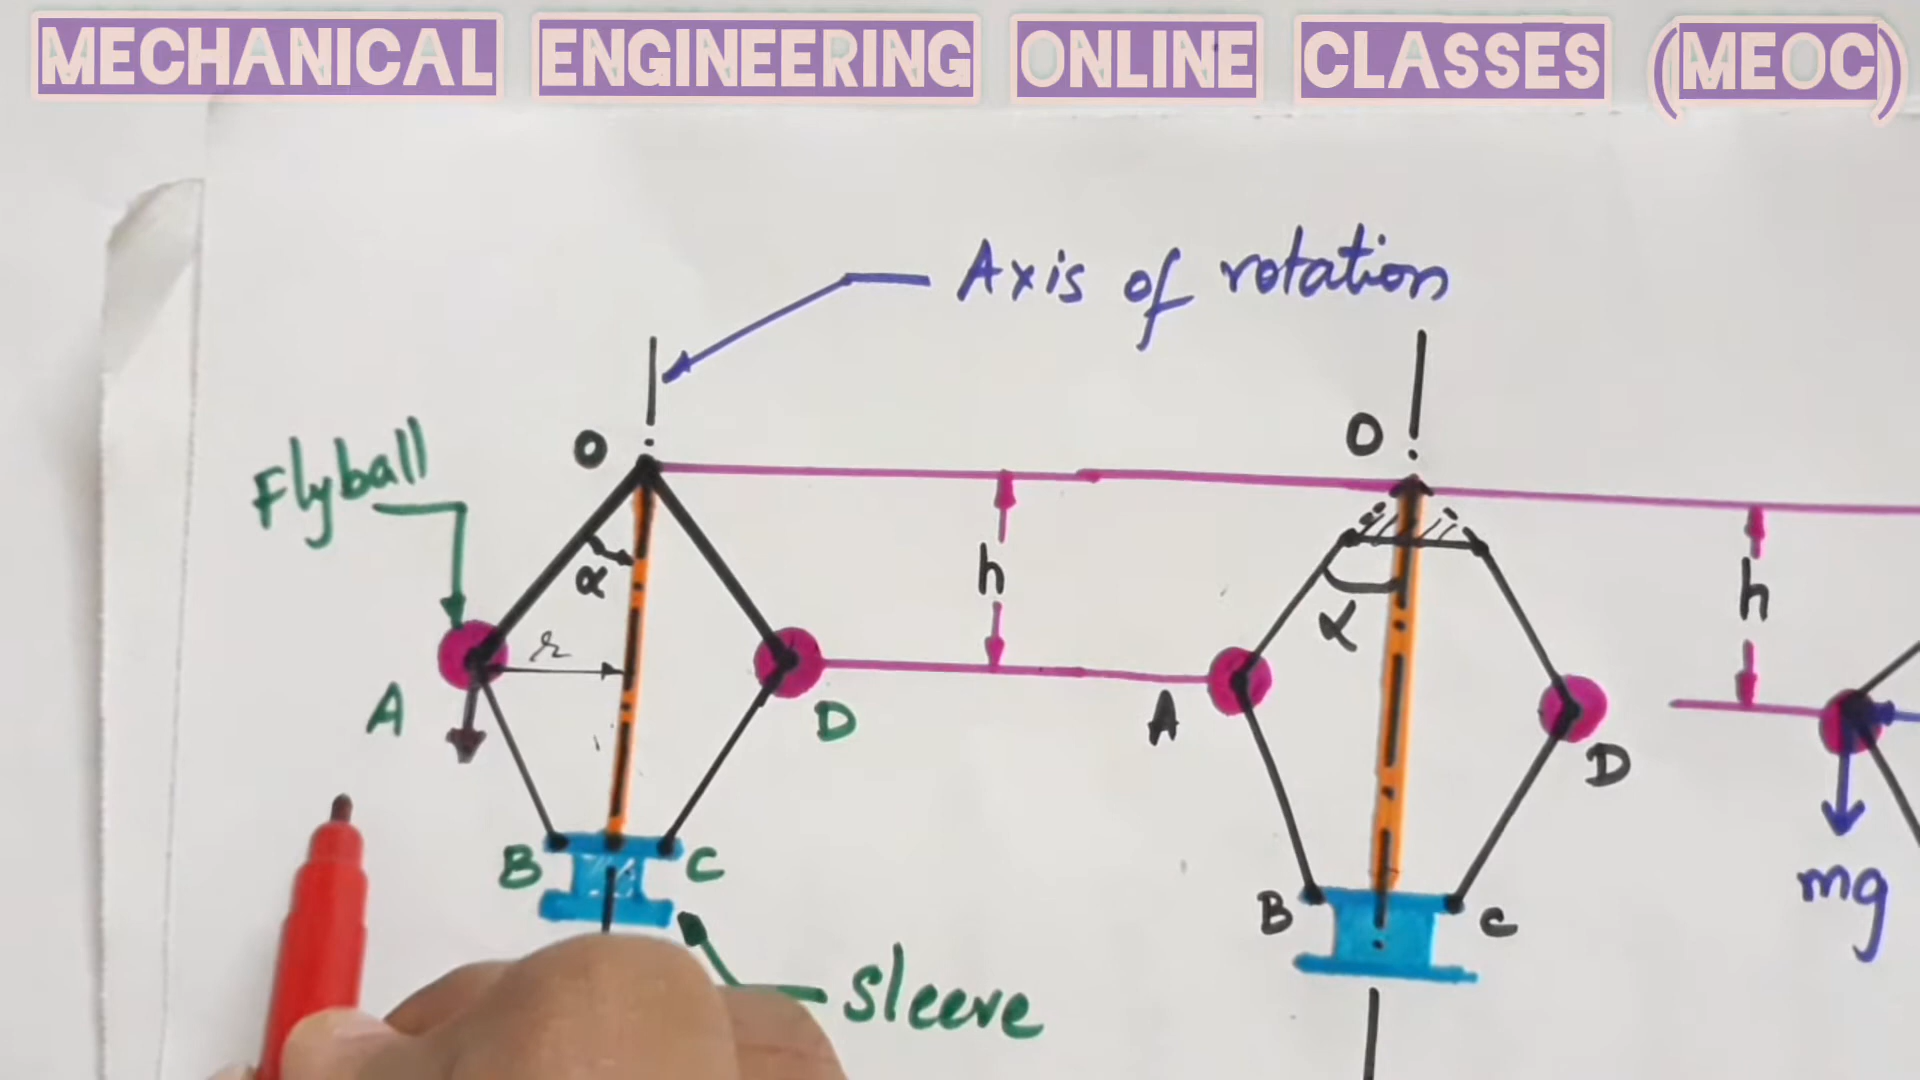 MECHANICAL ENGINEERING ONLINE CLASSES (MEOC)
Axis of rotation
O
O
Flyball
h
h
α
α
r
A
D
A
D
B
C
B
C
mg
Sleeve